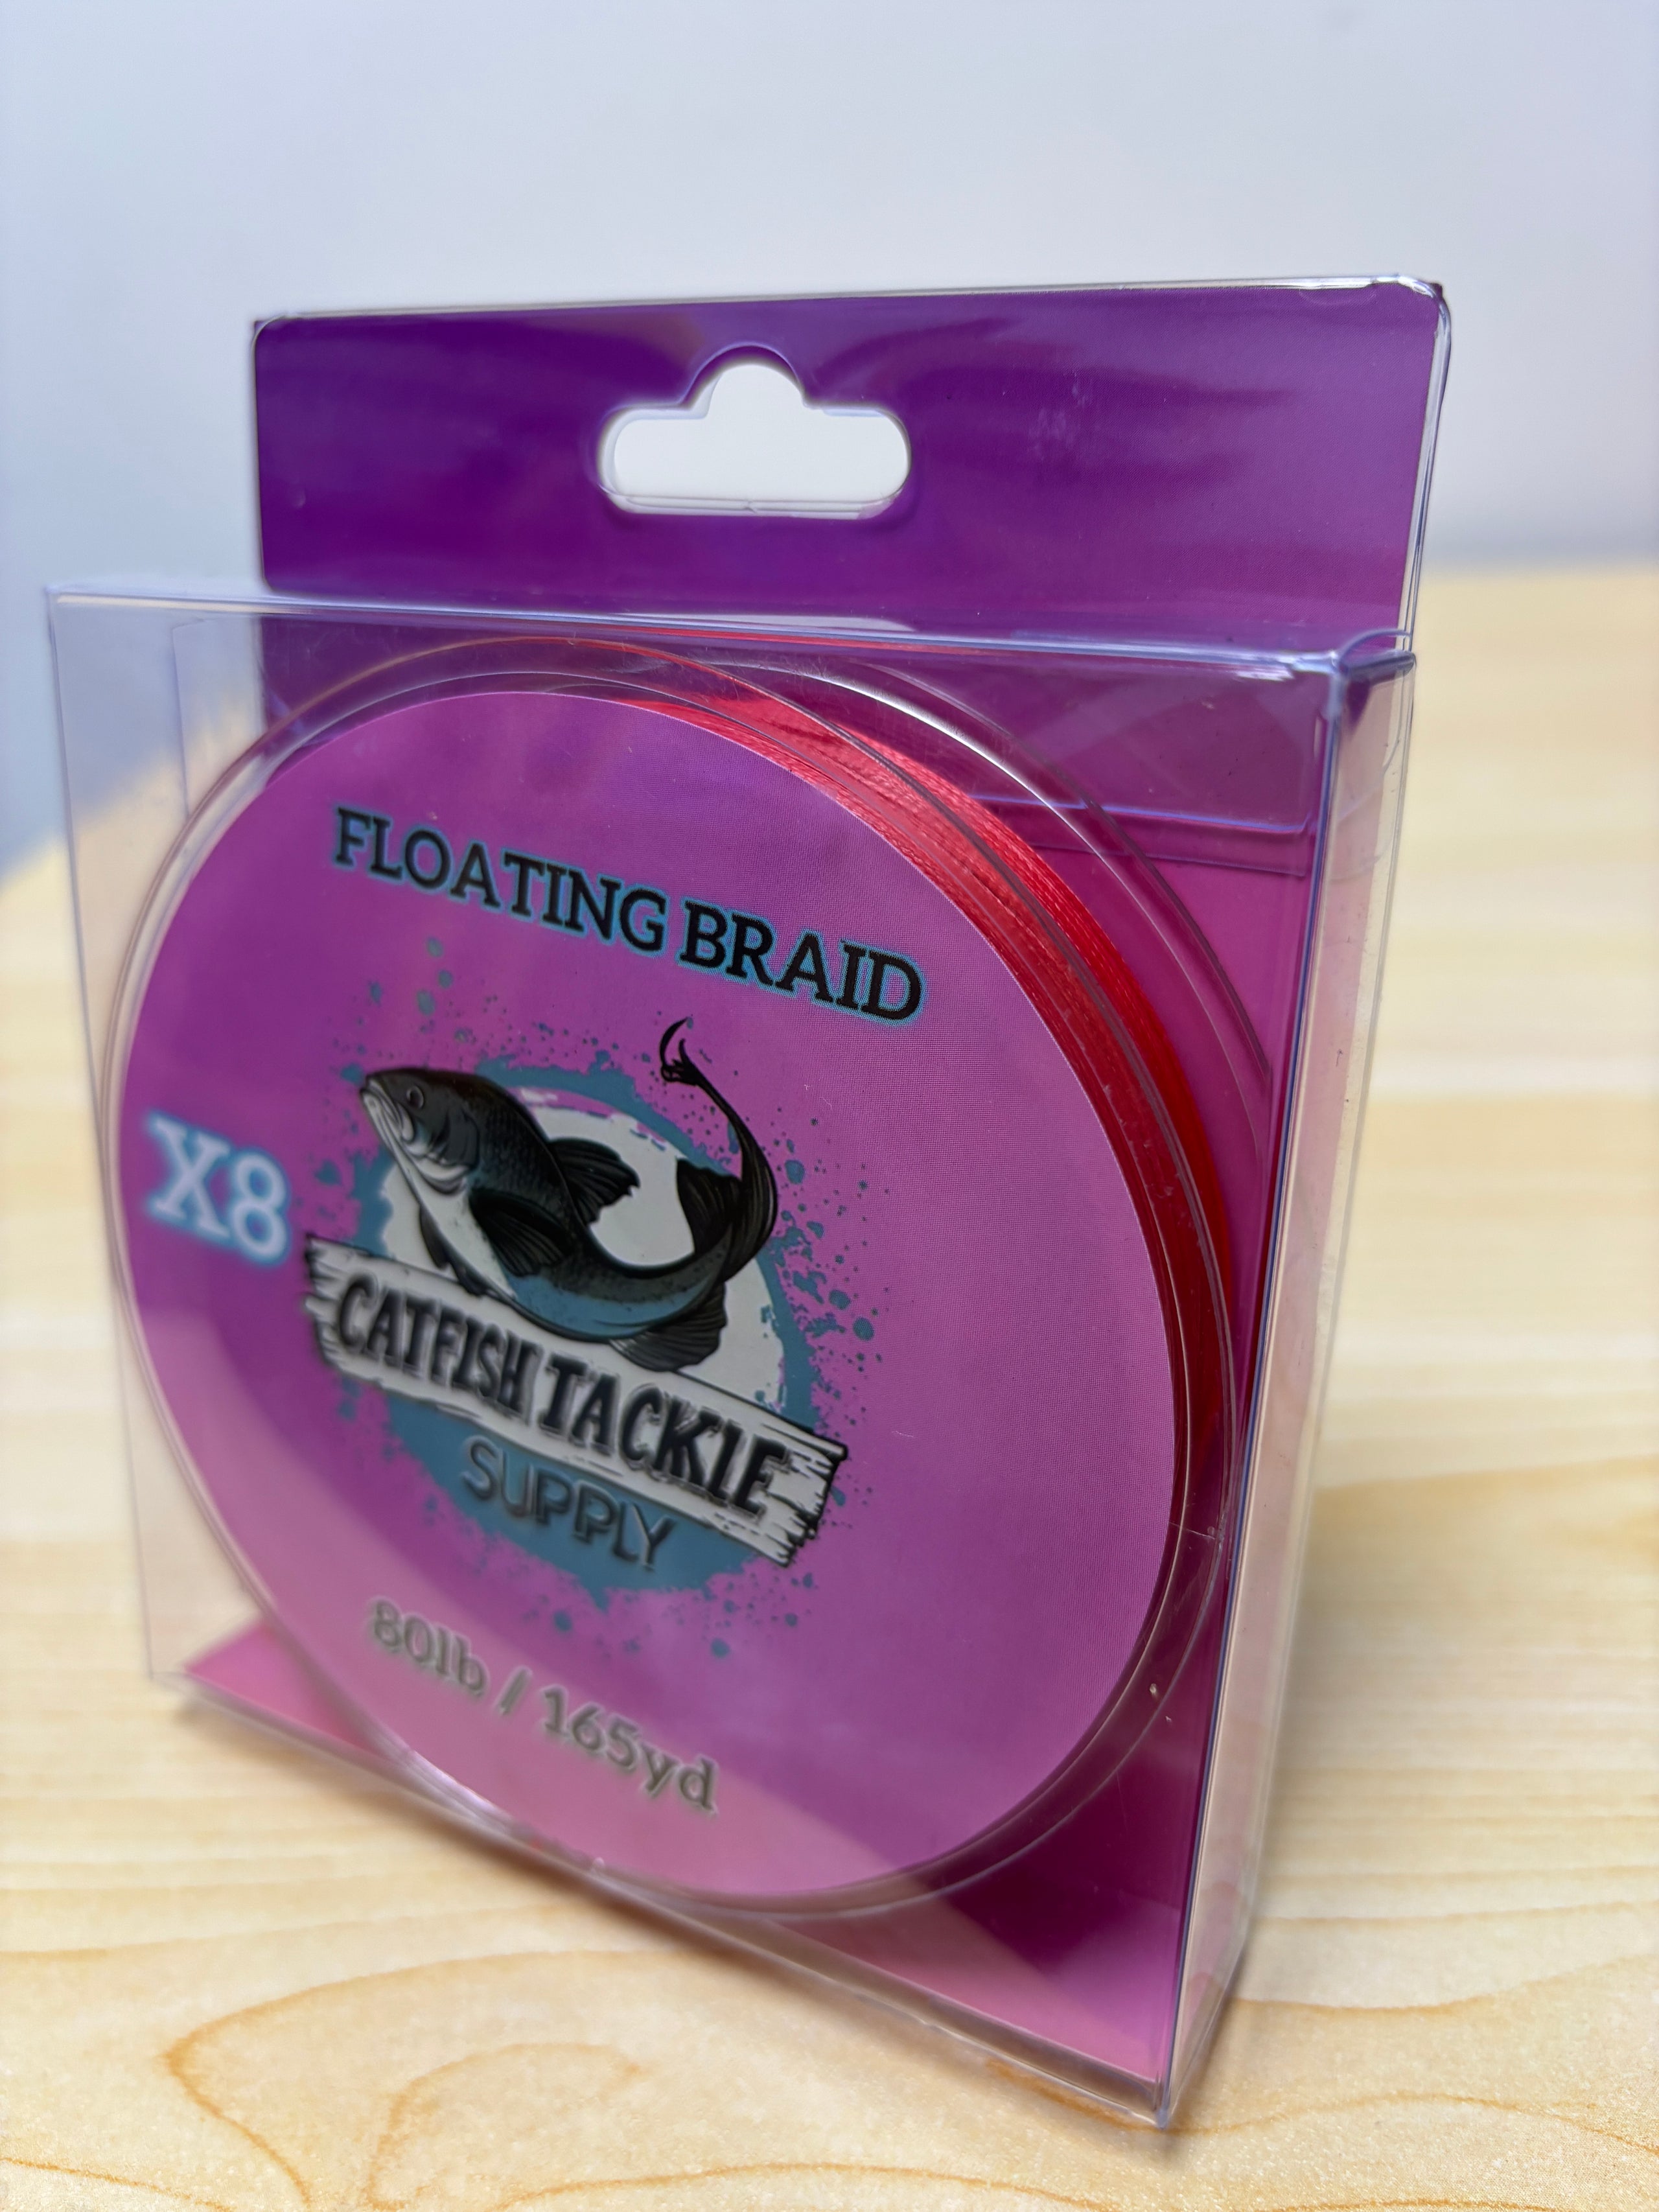 FLOATING BRAID
X8
CATFISH TACKLE
SUPPLY
80lb / 165yd